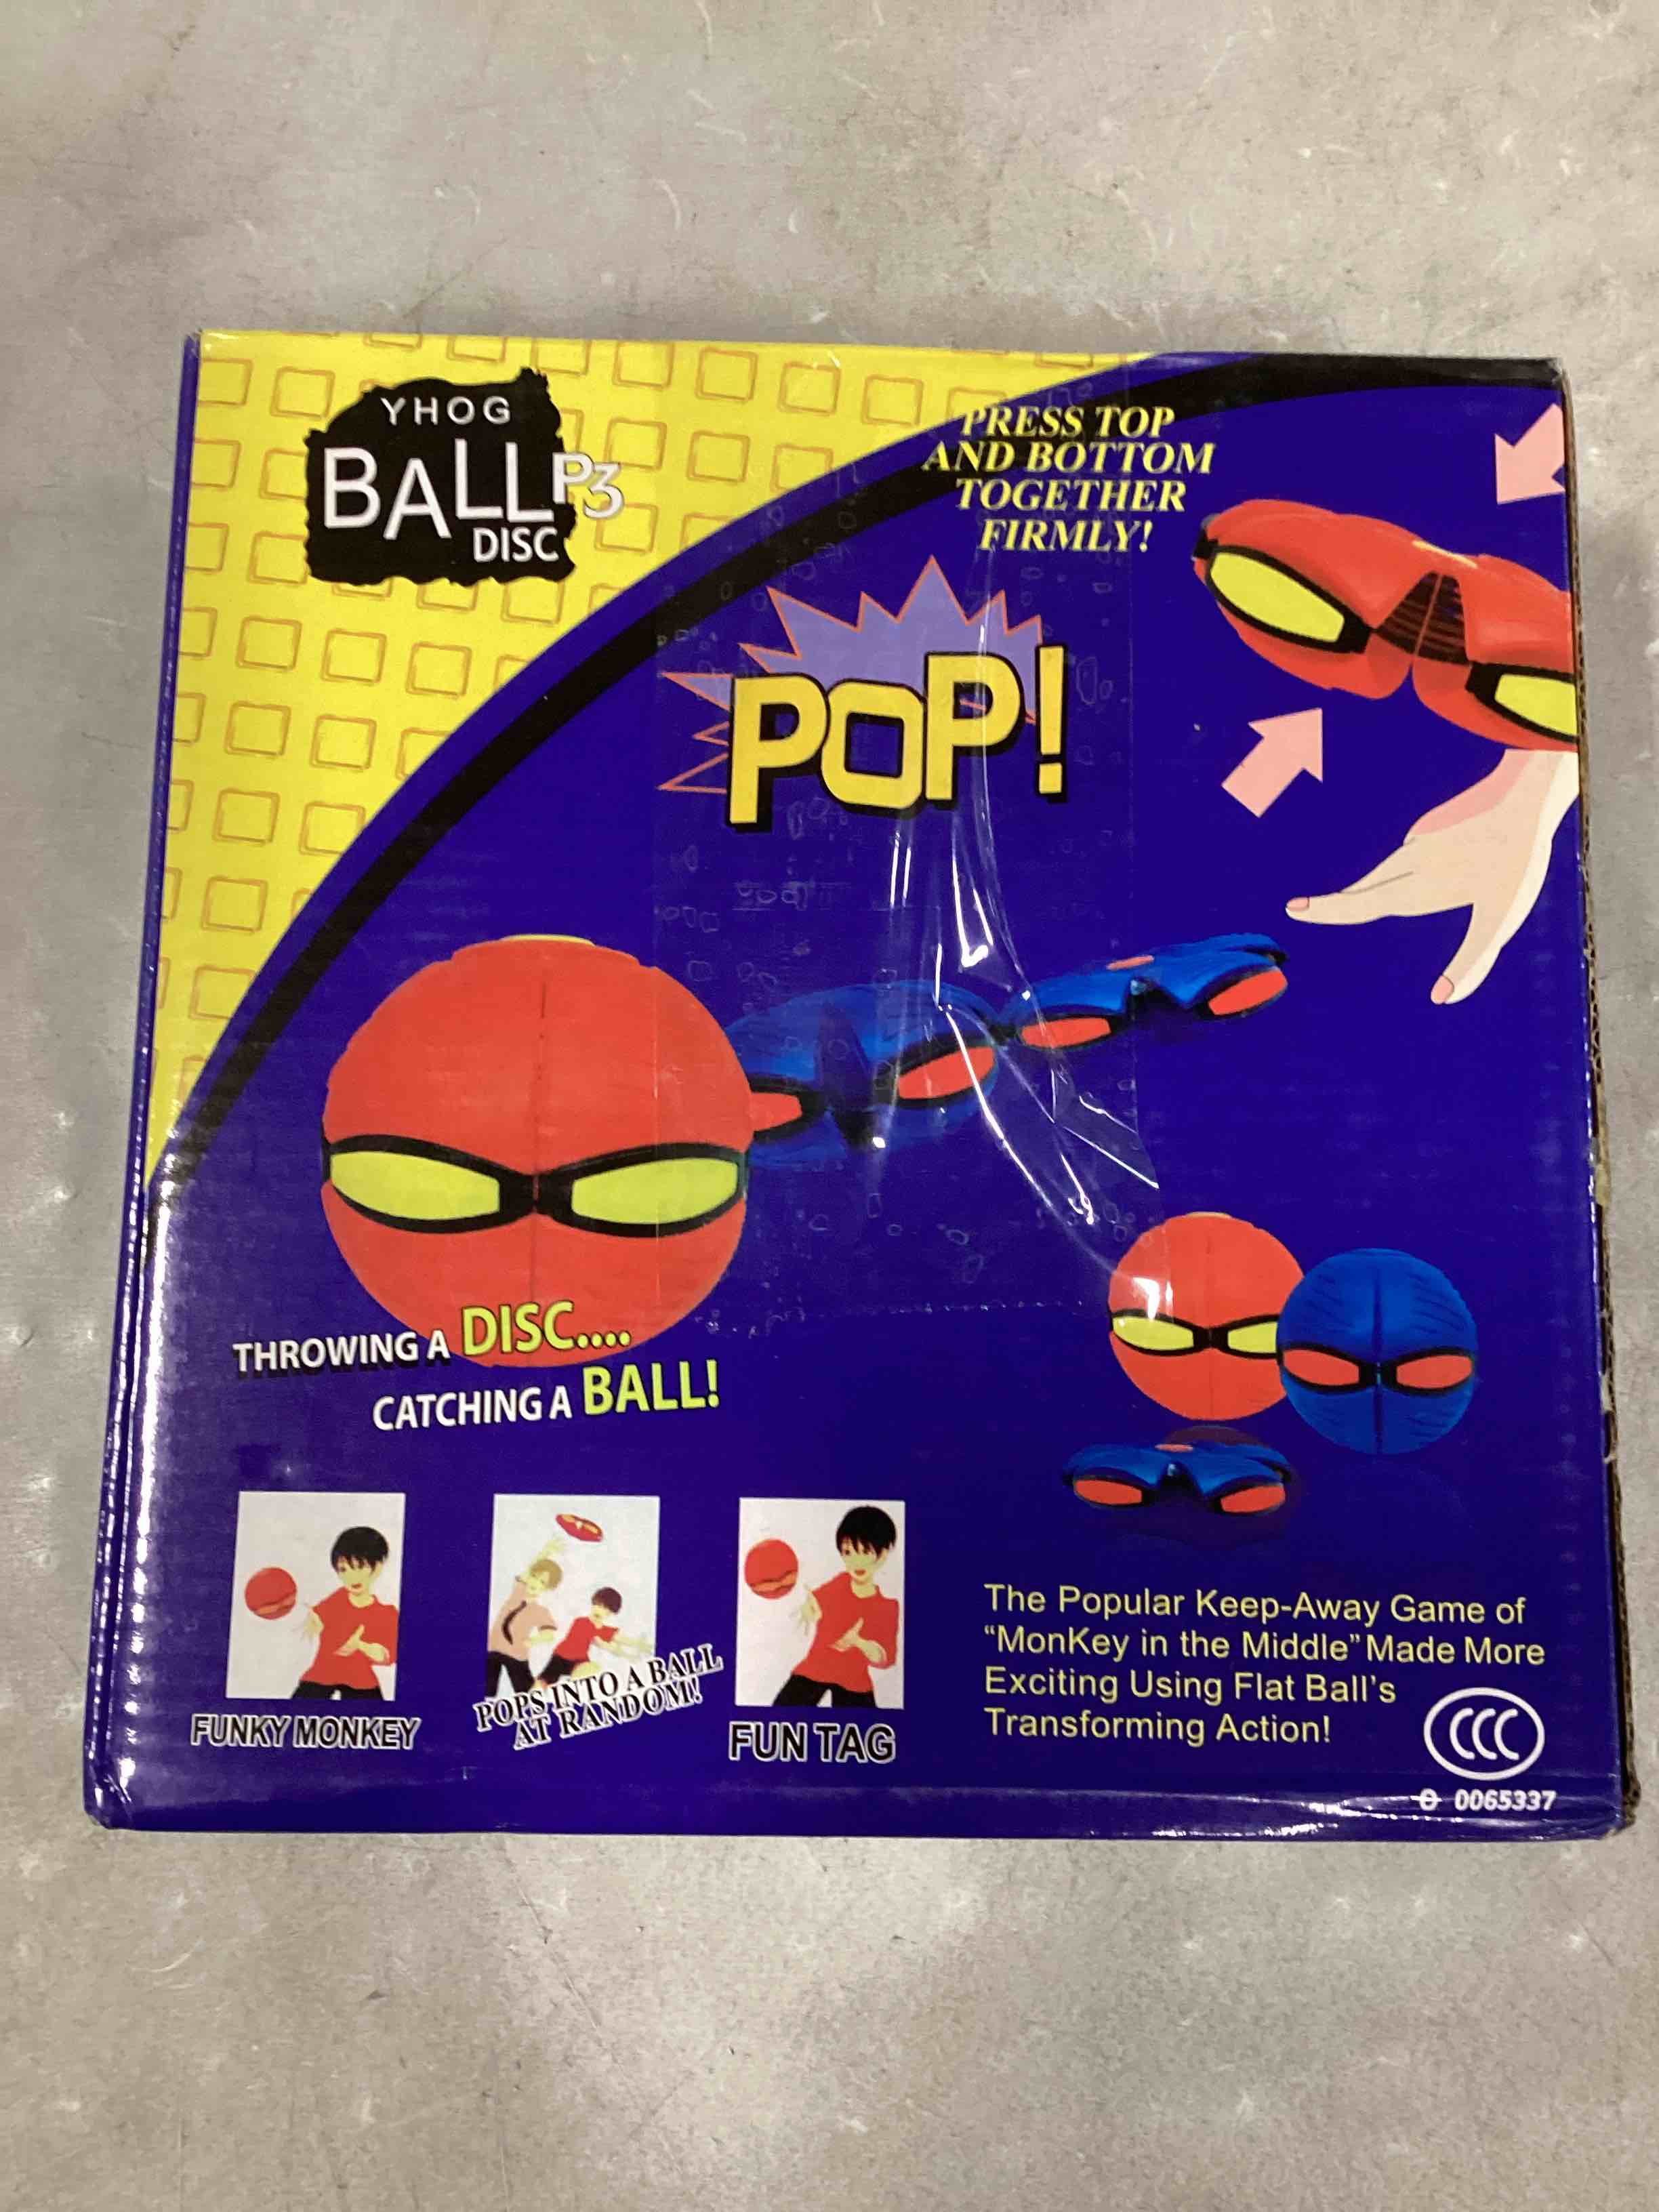 YHOG
BALL P3
DISC
PRESS TOP
AND BOTTOM
TOGETHER
FIRMLY!
POP!
THROWING A DISC....
CATCHING A BALL!
FUNKY MONKEY
POPS INTO A BALL
AT RANDOM!
FUN TAG
The Popular Keep-Away Game of
“MonKey in the Middle” Made More
Exciting Using Flat Ball's
Transforming Action!
CCC
0065337